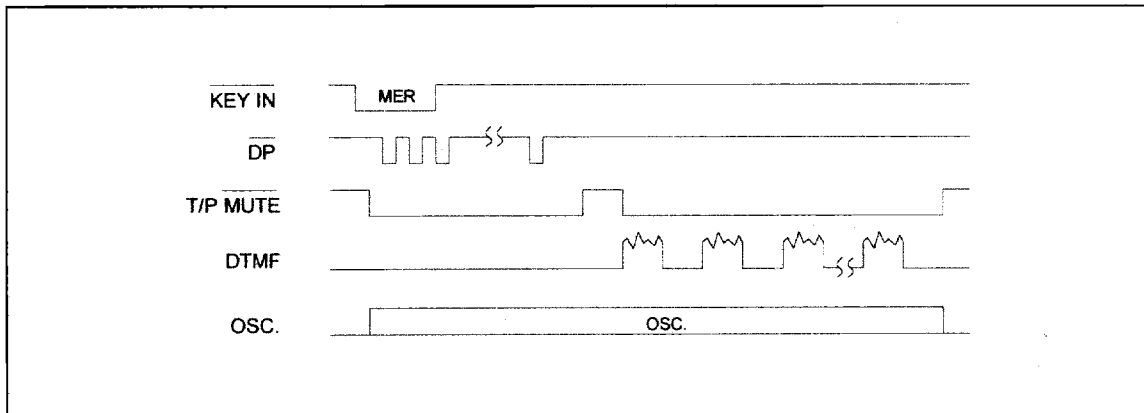 KEY IN
MER
DP
T/P MUTE
DTMF
OSC.
OSC.